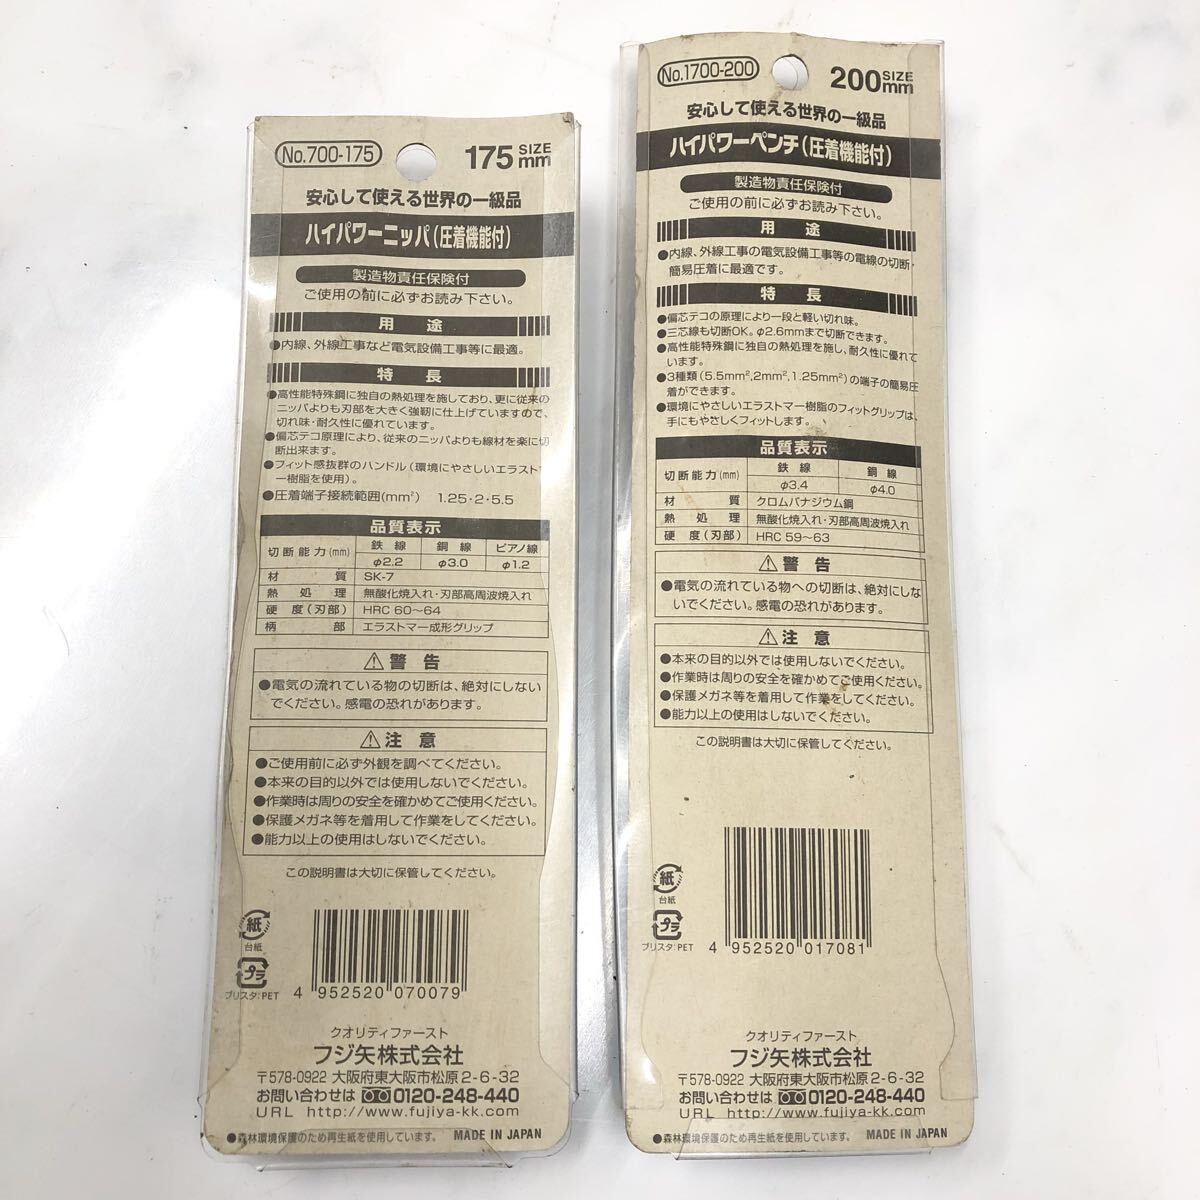 No.700-175
175 SIZE mm
安心して使える世界の一級品
ハイパワーニッパ(圧着機能付)
製造物責任保険付
ご使用の前に必ずお読み下さい。
用途
●内線、外線工事など電気設備工事等に最適。
特長
●高性能特殊鋼に独自の熱処理を施しており、更に従来の
ニッパよりも刃部を大きく強靭に仕上げていますので、
切れ味・耐久性に優れています。
●偏芯テコ原理により、従来のニッパよりも線材を楽に切
断出来ます。
●フィット感抜群のハンドル(環境にやさしいエラスト
ー樹脂を使用)。
●圧着端子接続範囲(mm²) 1.25・2・5.5
品質表示
切断能力(mm) 鉄線 銅線 ピアノ線
φ2.2 φ3.0 φ1.2
材質 SK-7
熱処理 無酸化焼入れ・刃部高周波焼入れ
硬度(刃部) HRC 60〜64
柄部 エラストマー成形グリップ
⚠警告
●電気の流れている物の切断は、絶対にしない
でください。感電の恐れがあります。
⚠注意
●ご使用前に必ず外観を調べてください。
●本来の目的以外では使用しないでください。
●作業時は周りの安全を確かめてご使用ください。
●保護メガネ等を着用して作業をしてください。
●能力以上の使用はしないでください。
この説明書は大切に保管してください。
紙
台紙
プラ
ブリスタ:PET
4 952520 070079
クオリティファースト
フジ矢株式会社
〒578-0922 大阪府東大阪市松原2-6-32
お問い合わせは 0120-248-440
URL http://www.fujiya-kk.com
●森林環境保護のため再生紙を使用しています。 MADE IN JAPAN
No.1700-200
200 SIZE mm
安心して使える世界の一級品
ハイパワーペンチ(圧着機能付)
製造物責任保険付
ご使用の前に必ずお読み下さい。
用途
●内線、外線工事の電気設備工事等の電線の切断・
簡易圧着に最適です。
特長
●偏芯テコの原理により一段と軽い切れ味。
●三芯線も切断OK。φ2.6mmまで切断できます。
●高性能特殊鋼に独自の熱処理を施し、耐久性に優れて
います。
●3種類(5.5mm²,2mm²,1.25mm²)の端子の簡易圧
着ができます。
●環境にやさしいエラストマー樹脂のフィットグリップは、
手にもやさしくフィットします。
品質表示
切断能力(mm) 鉄線 銅線
φ3.4 φ4.0
材質 クロムバナジウム鋼
熱処理 無酸化焼入れ・刃部高周波焼入れ
硬度(刃部) HRC 59〜63
⚠警告
●電気の流れている物への切断は、絶対にしな
いでください。感電の恐れがあります。
⚠注意
●本来の目的以外では使用しないでください。
●作業時は周りの安全を確かめてご使用ください。
●保護メガネ等を着用して作業をしてください。
●能力以上の使用はしないでください。
この説明書は大切に保管してください。
紙
台紙
プラ
ブリスタ:PET
4 952520 017081
クオリティファースト
フジ矢株式会社
〒578-0922 大阪府東大阪市松原2-6-32
お問い合わせは 0120-248-440
URL http://www.fujiya-kk.com
●森林環境保護のため再生紙を使用しています。 MADE IN JAPAN